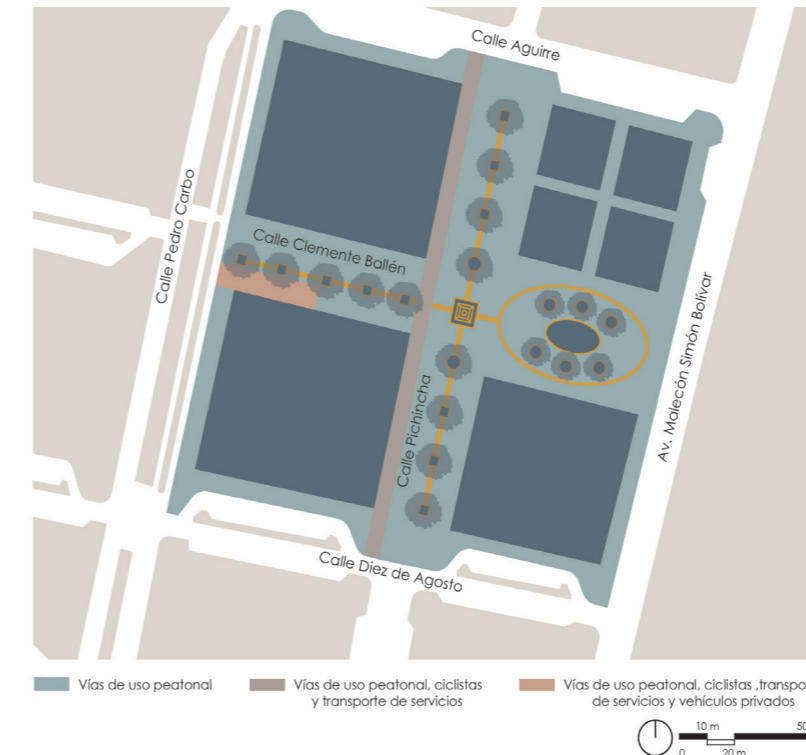 Calle Aguirre
Calle Pedro Carbo
Calle Clemente Ballén
Av. Malecón Simón Bolívar
Calle Pichincha
Calle Diez de Agosto
Vías de uso peatonal
Vías de uso peatonal, ciclistas
y transporte de servicios
Vías de uso peatonal, ciclistas ,transpo
de servicios y vehículos privados
10 m
50
0
20 m